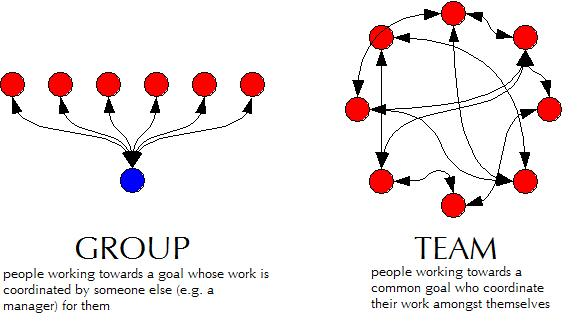 GROUP
people working towards a goal whose work is
coordinated by someone else (e.g. a
manager) for them
TEAM
people working towards a
common goal who coordinate
their work amongst themselves